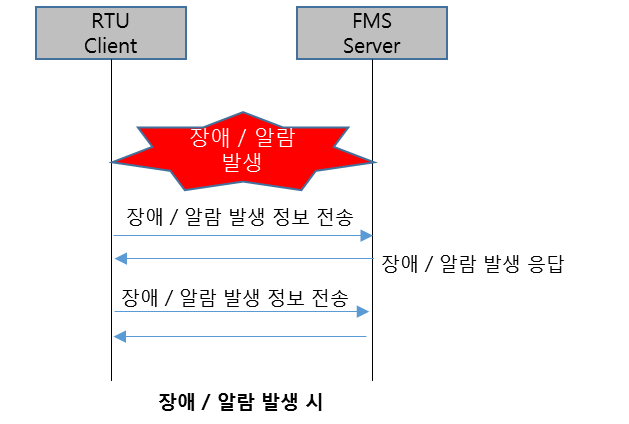 RTU
Client
FMS
Server
장애 / 알람
발생
장애 / 알람 발생 정보 전송
장애 / 알람 발생 응답
장애 / 알람 발생 정보 전송
장애 / 알람 발생 시